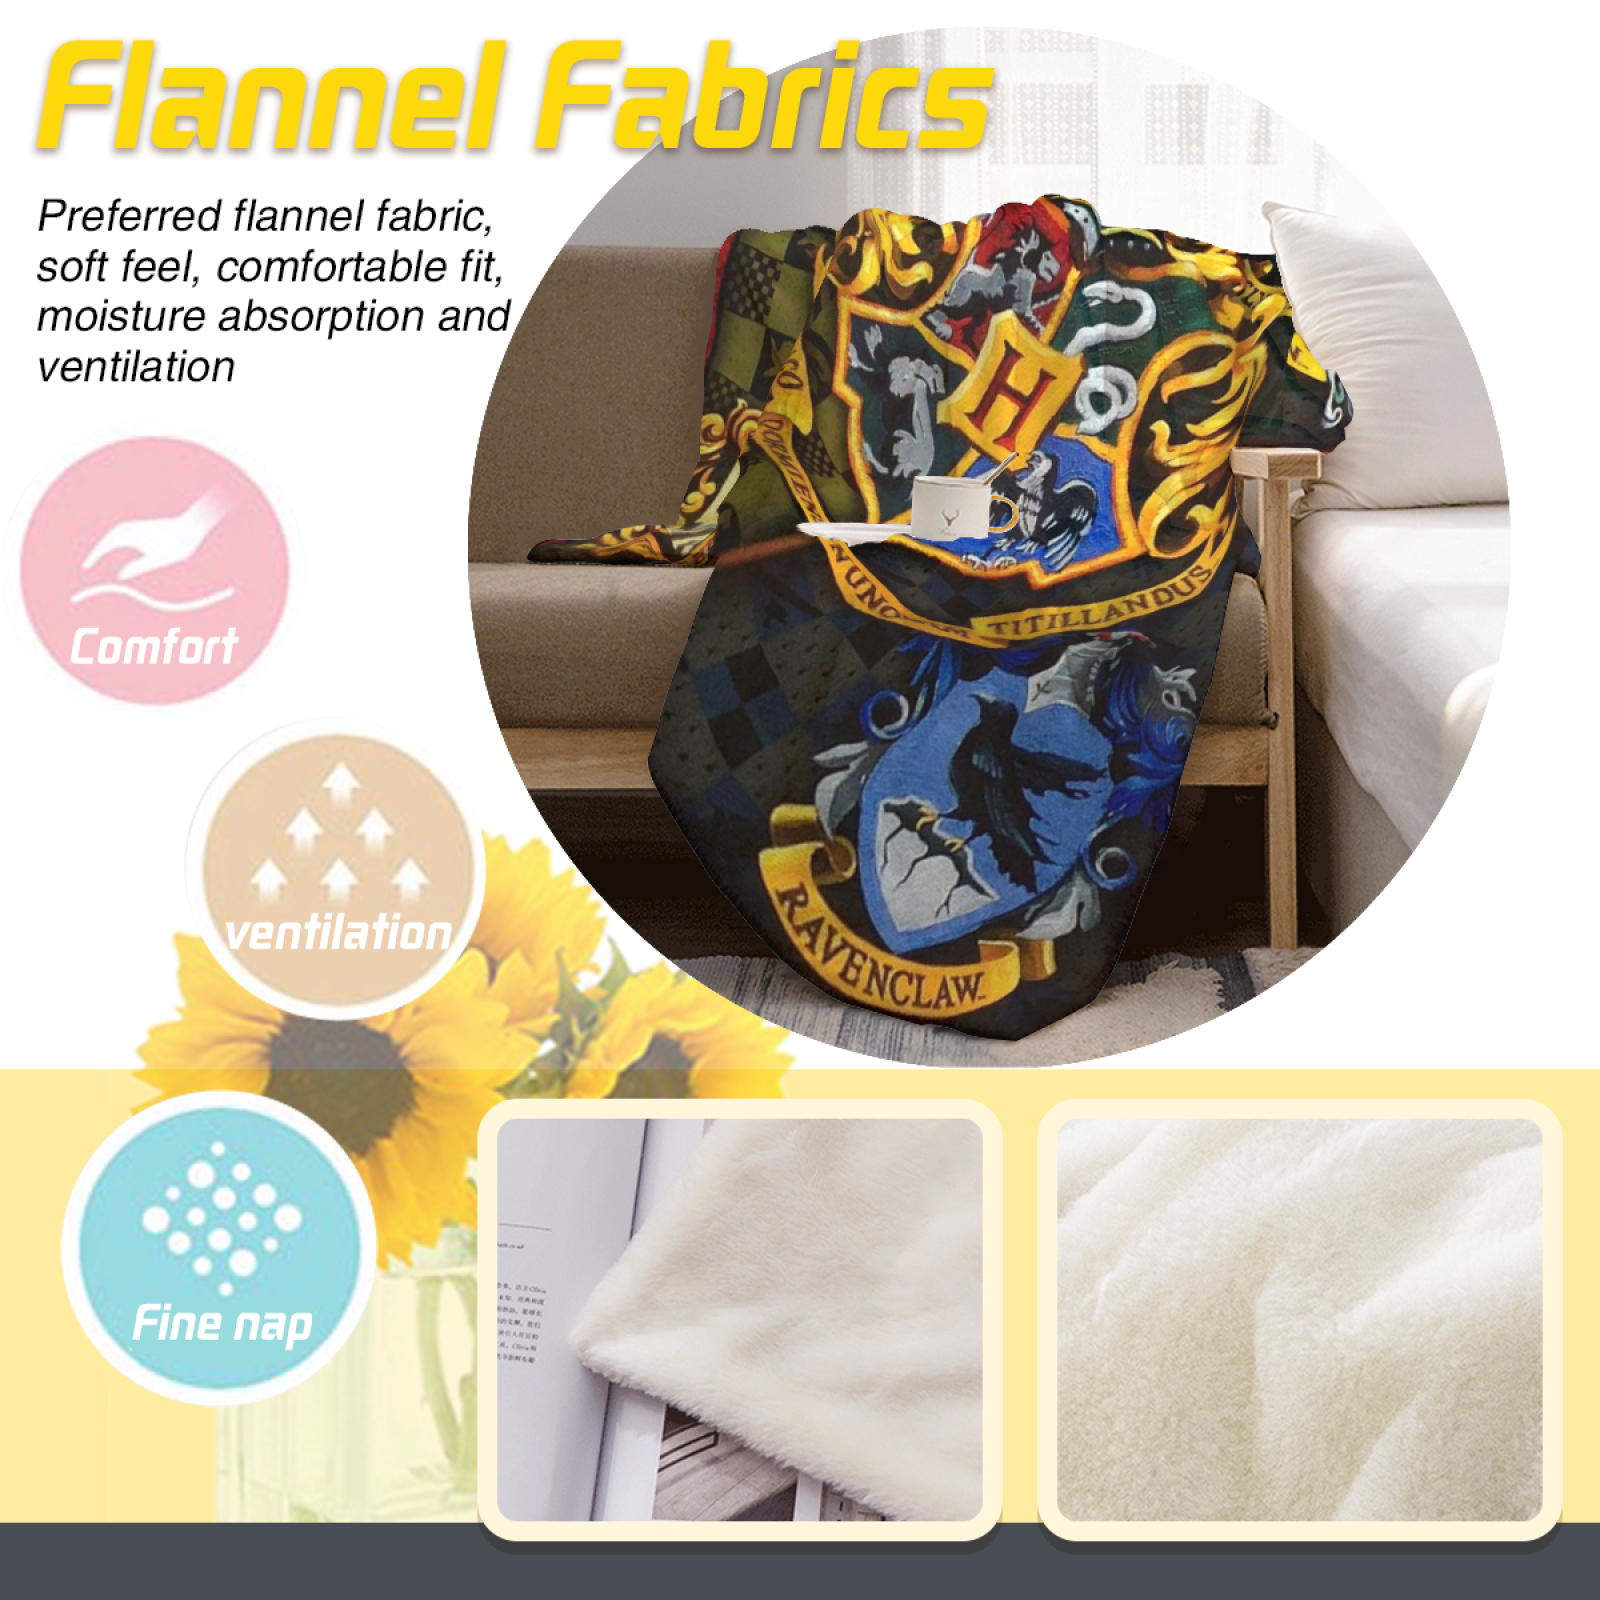 Flannel Fabrics
Preferred flannel fabric,
soft feel, comfortable fit,
moisture absorption and
ventilation
Comfort
ventilation
Fine nap
H
TITILLANDUS
RAVENCLAW